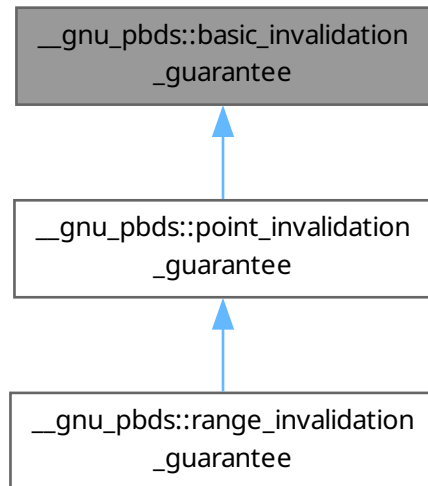 __gnu_pbds::basic_invalidation
_guarantee
__gnu_pbds::point_invalidation
_guarantee
__gnu_pbds::range_invalidation
_guarantee